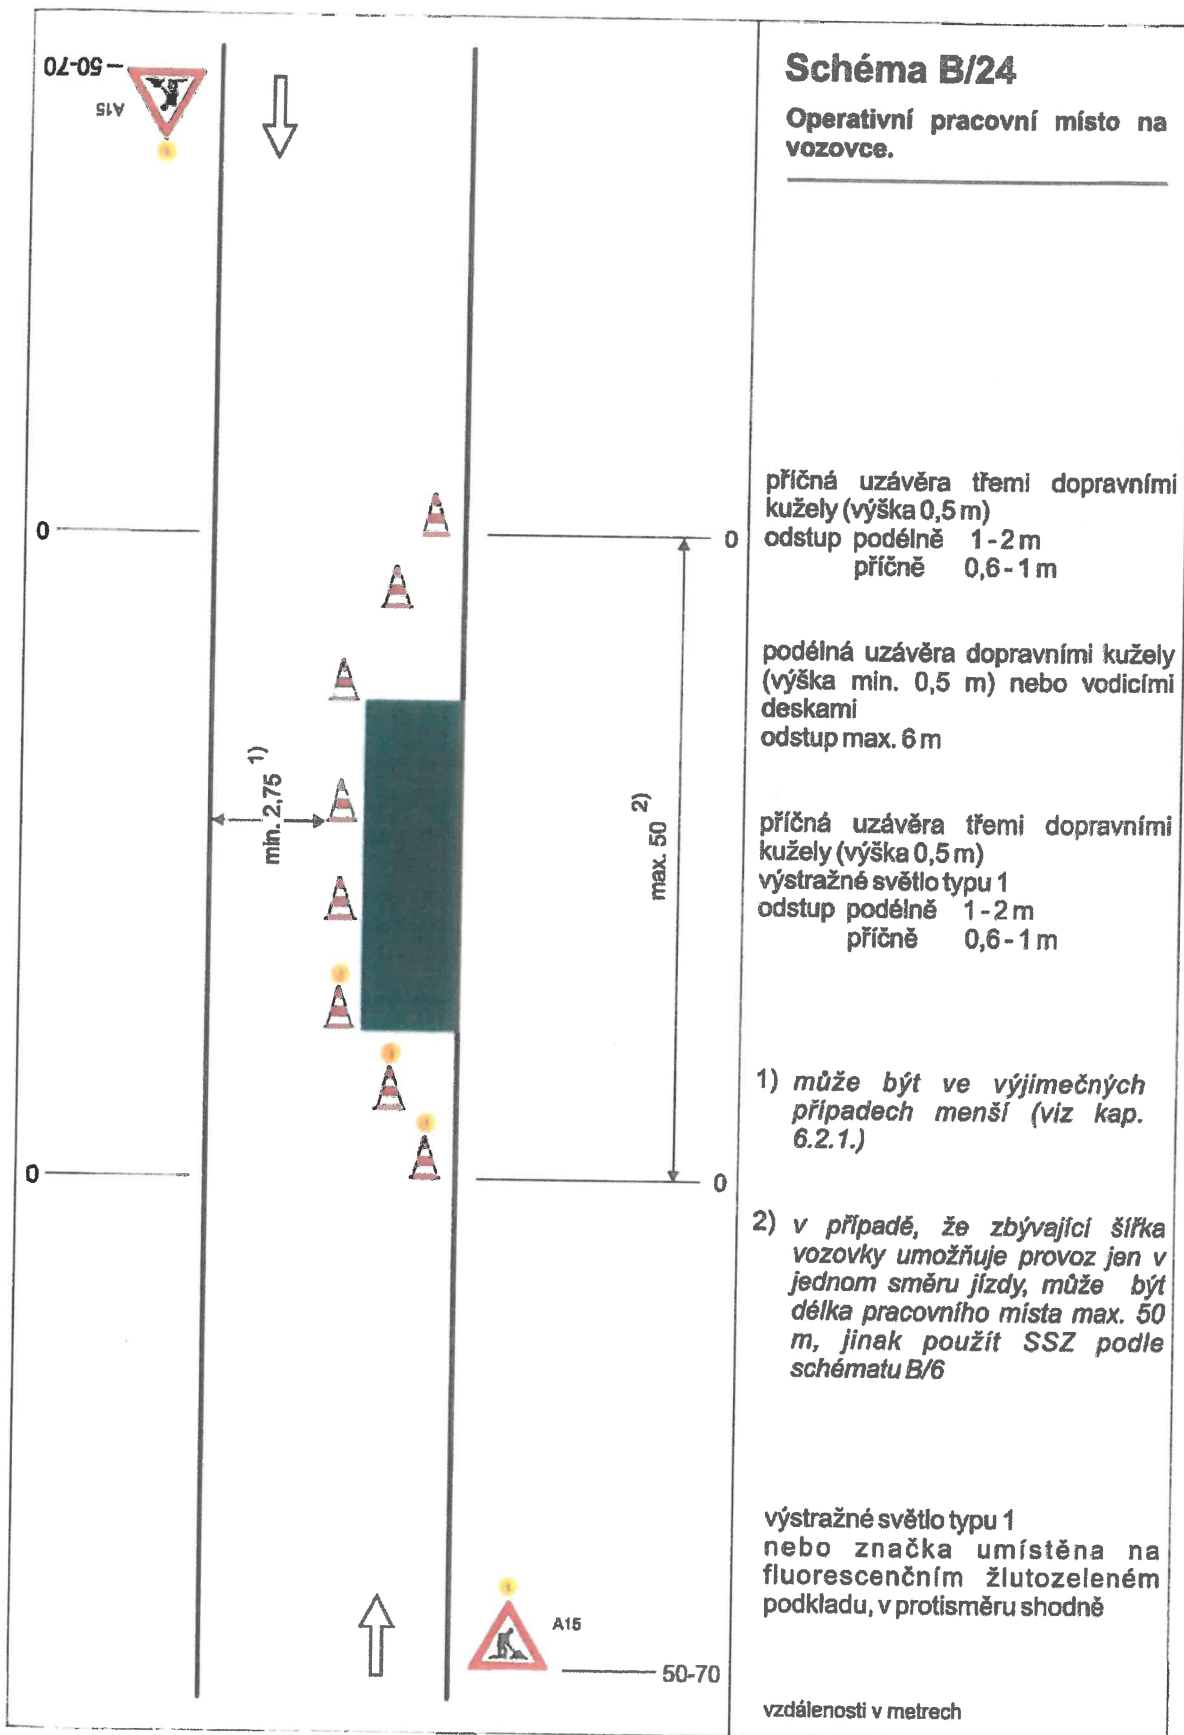 50-70
A15
0
0
min. 2,75 1)
max. 50 2)
0
0
A15
50-70
Schéma B/24
Operativní pracovní místo na
vozovce.
příčná uzávěra třemi dopravními
kužely (výška 0,5 m)
odstup podélně 1-2 m
příčně 0,6-1 m
podélná uzávěra dopravními kužely
(výška min. 0,5 m) nebo vodicími
deskami
odstup max. 6 m
příčná uzávěra třemi dopravními
kužely (výška 0,5 m)
výstražné světlo typu 1
odstup podélně 1-2 m
příčně 0,6-1 m
1) může být ve výjimečných
případech menší (viz kap.
6.2.1.)
2) v případě, že zbývající šířka
vozovky umožňuje provoz jen v
jednom směru jízdy, může být
délka pracovního místa max. 50
m, jinak použít SSZ podle
schématu B/6
výstražné světlo typu 1
nebo značka umístěna na
fluorescenčním žlutozeleném
podkladu, v protisměru shodně
vzdálenosti v metrech